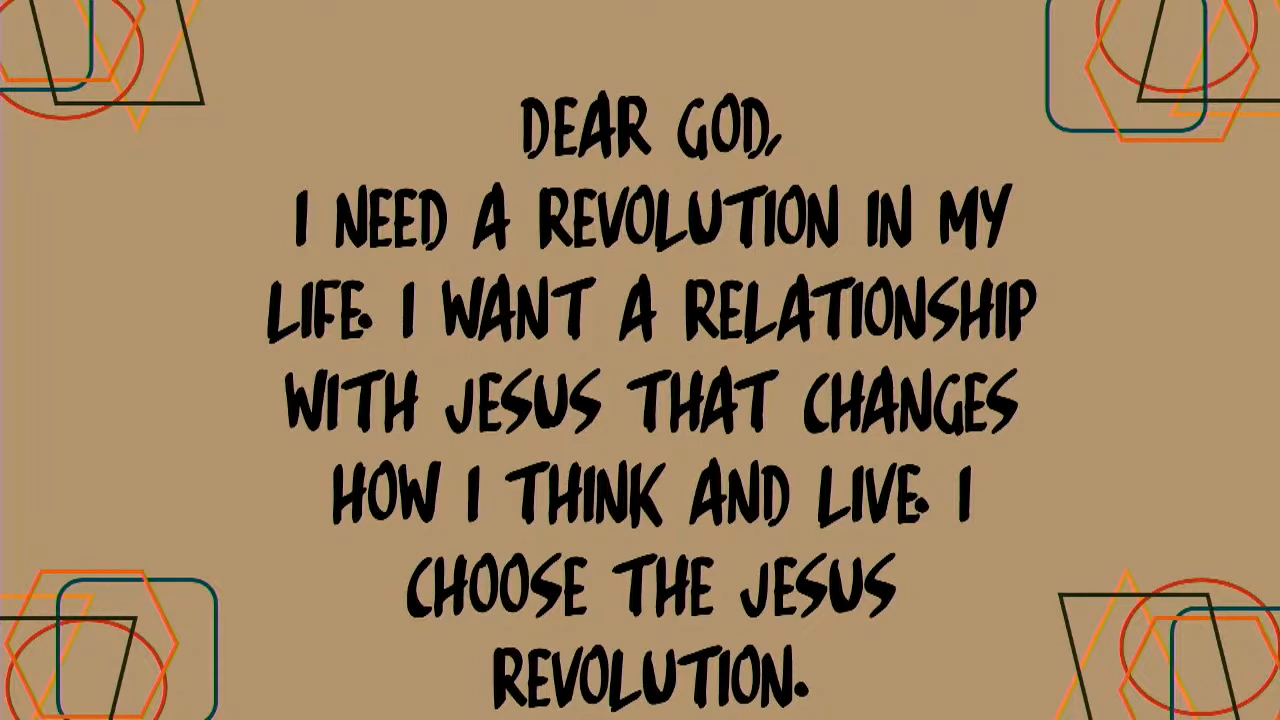 DEAR GOD,
I NEED A REVOLUTION IN MY
LIFE. I WANT A RELATIONSHIP
WITH JESUS THAT CHANGES
HOW I THINK AND LIVE. I
CHOOSE THE JESUS
REVOLUTION.